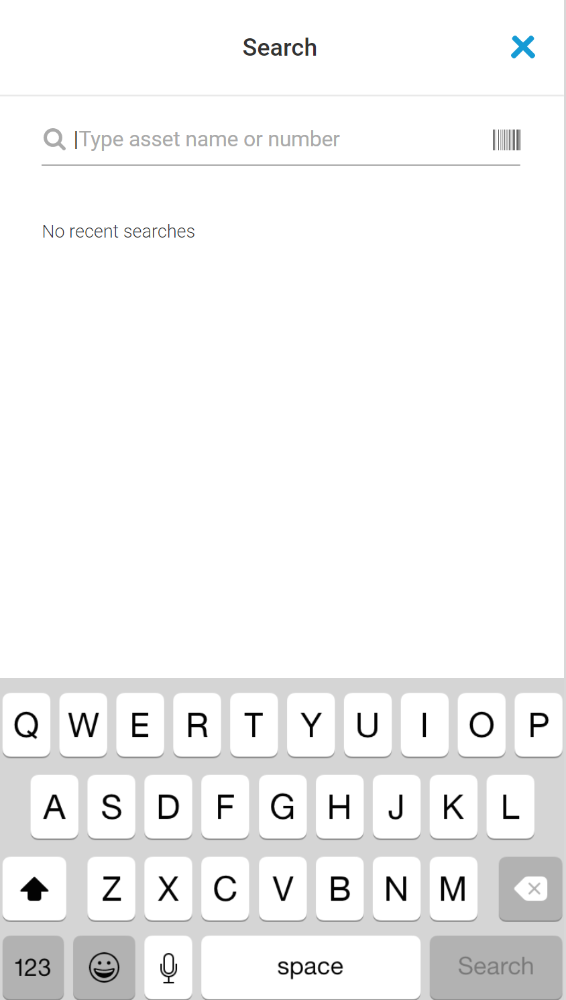 Search
Type asset name or number
No recent searches
Q W E R T Y U I O P
A S D F G H J K L
Z X C V B N M
123 space Search